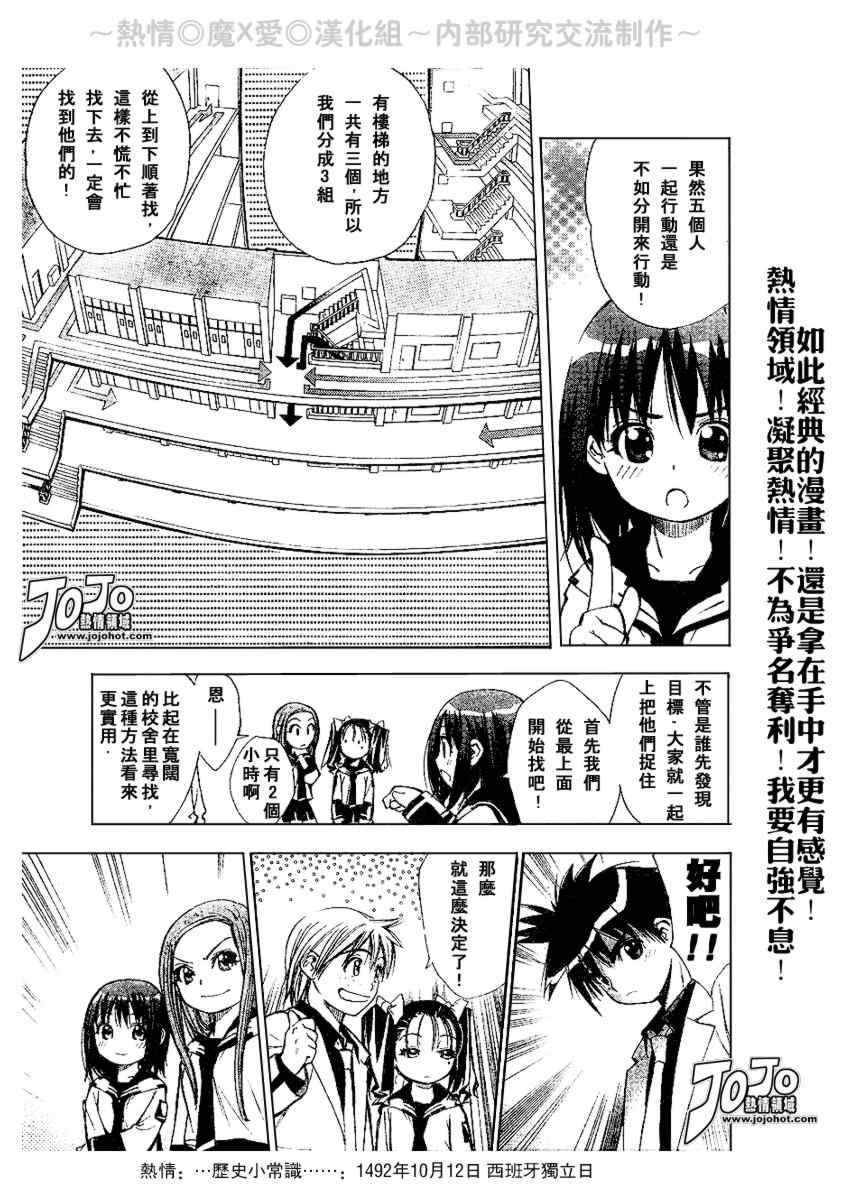 ～熱情◎魔X愛◎漢化組～内部研究交流制作～
果然五個人
一起行動還是
不如分開來行動！
有樓梯的地方
一共有三個，所以
我們分成3組
從上到下順著找，
這樣不慌不忙
找下去，一定會
找到他們的！
如此經典的漫畫！還是拿在手中才更有感覺！
熱情領域！凝聚熱情！不為爭名奪利！我要自強不息！
JOJO
熱情領域
www.jojohot.com
不管是誰先發現
目標·大家就一起
上把他們捉住
首先我們
從最上面
開始找吧！
只有2個
小時啊
恩——
比起在寬闊
的校舍里尋找，
這種方法看來
更實用．
好吧!!
那麼
就這麼決定了！
JOJO
熱情領域
www.jojohot.com
熱情：…歷史小常識……：1492年10月12日 西班牙獨立日